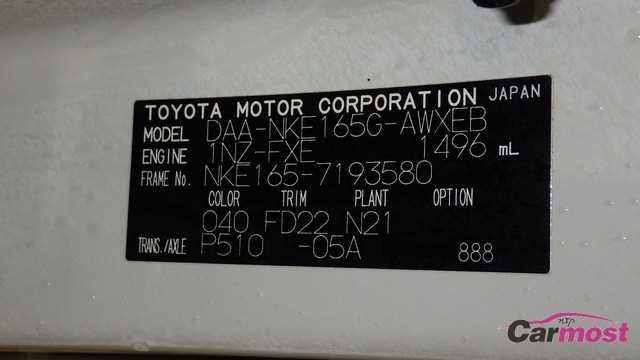 TOYOTA MOTOR CORPORATION JAPAN
MODEL DAA-NKE165G-AWXEB
ENGINE 1NZ-FXE 1496 mL
FRAME No. NKE165-7193580
COLOR TRIM PLANT OPTION
040 FD22 N21
TRANS./AXLE P510 -05A 888
Carmost